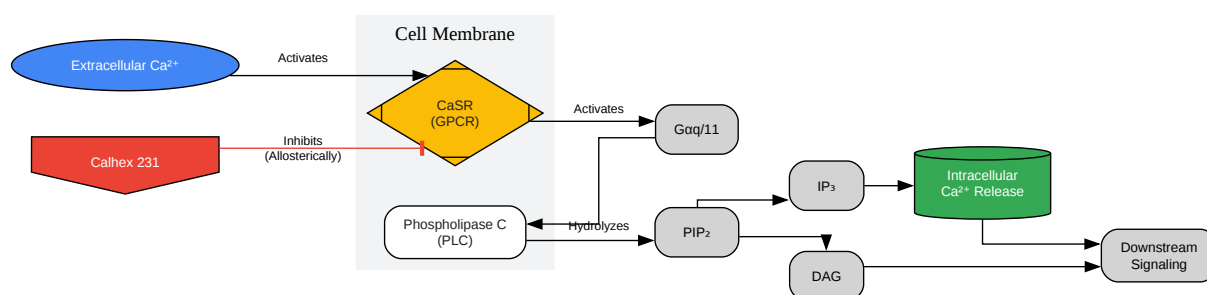 Cell Membrane
Extracellular Ca²⁺
Activates
CaSR
(GPCR)
Activates
Gαq/11
Calhex 231
Inhibits
(Allosterically)
Phospholipase C
(PLC)
Hydrolyzes
PIP₂
IP₃
Intracellular
Ca²⁺ Release
DAG
Downstream
Signaling